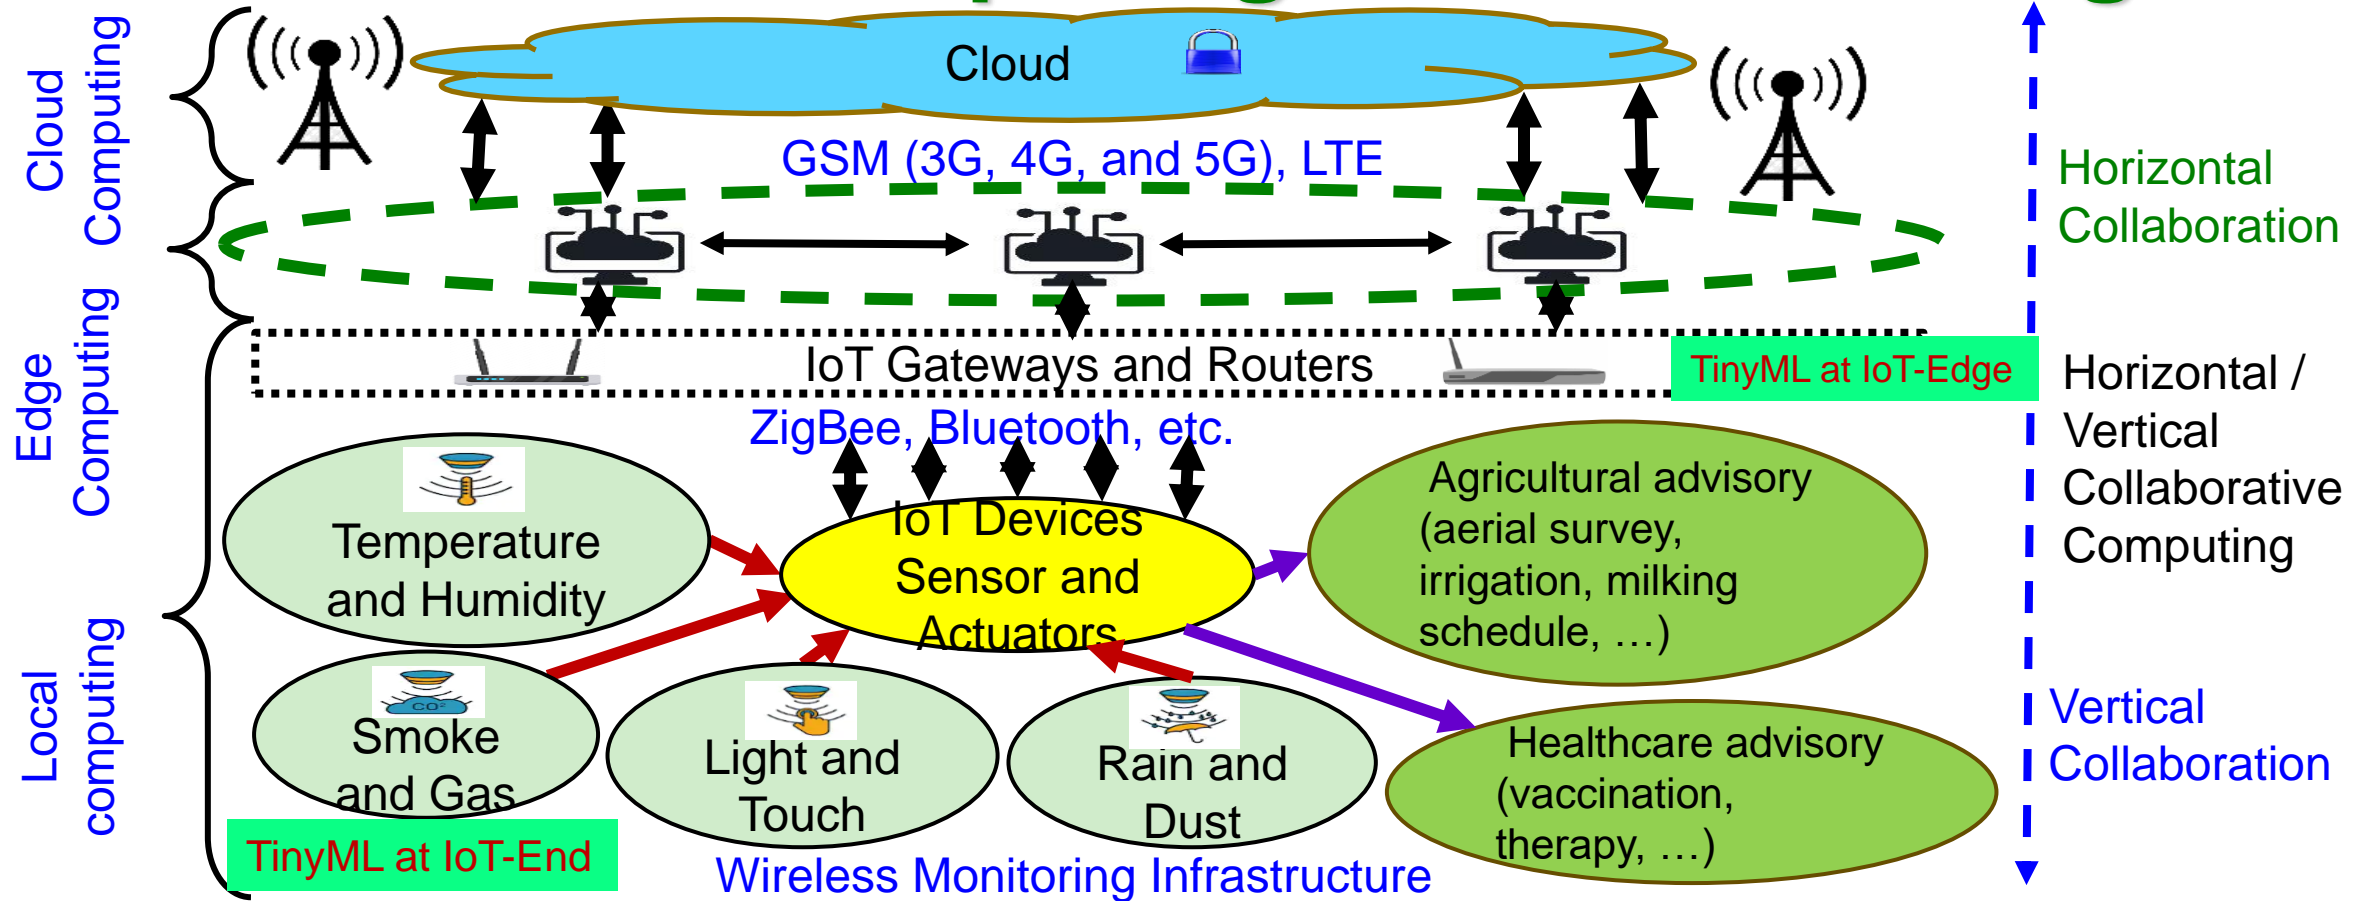 Cloud
Computing
Cloud
GSM (3G, 4G, and 5G), LTE
Horizontal
Collaboration
Edge
Computing
IoT Gateways and Routers
TinyML at IoT-Edge
Horizontal /
Vertical
Collaborative
Computing
ZigBee, Bluetooth, etc.
Temperature
and Humidity
IoT Devices
Sensor and
Actuators
Agricultural advisory
(aerial survey,
irrigation, milking
schedule, …)
Local
computing
CO²
Smoke
and Gas
Light and
Touch
Rain and
Dust
Healthcare advisory
(vaccination,
therapy, …)
Vertical
Collaboration
TinyML at IoT-End
Wireless Monitoring Infrastructure